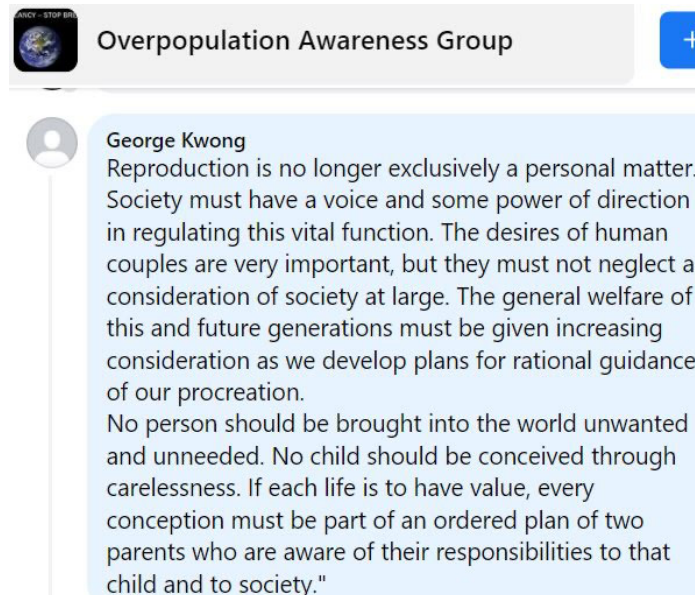 ANCY – STOP BRE
Overpopulation Awareness Group
+
George Kwong
Reproduction is no longer exclusively a personal matter.
Society must have a voice and some power of direction
in regulating this vital function. The desires of human
couples are very important, but they must not neglect a
consideration of society at large. The general welfare of
this and future generations must be given increasing
consideration as we develop plans for rational guidance
of our procreation.
No person should be brought into the world unwanted
and unneeded. No child should be conceived through
carelessness. If each life is to have value, every
conception must be part of an ordered plan of two
parents who are aware of their responsibilities to that
child and to society."